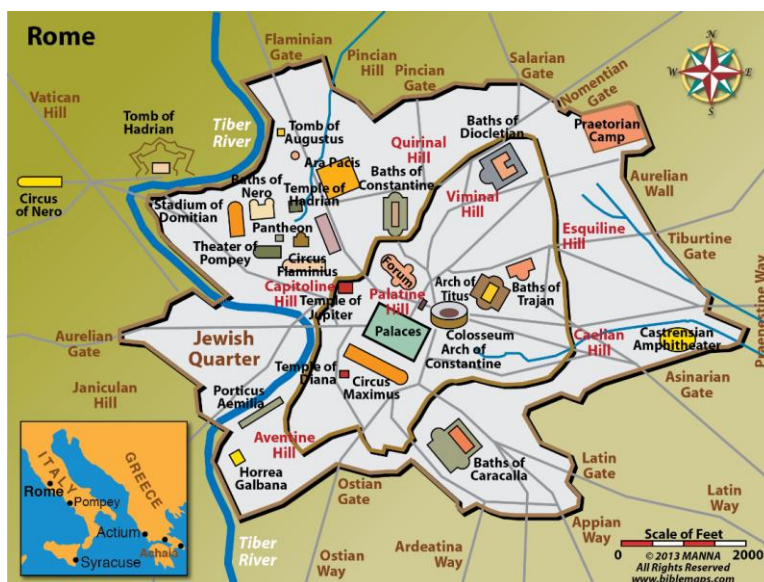 Rome
Flaminian
Gate
Pincian
Hill
Pincian
Gate
Salarian
Gate
Nomentian
Gate
N
W
E
S
Vatican
Hill
Tomb of
Hadrian
Tiber
River
Tomb of
Augustus
Ara Pacis
Quirinal
Hill
Baths of
Diocletian
Praetorian
Camp
Circus
of Nero
Stadium of
Domitian
Baths of
Nero
Temple of
Hadrian
Baths of
Constantine
Viminal
Hill
Aurelian
Wall
Pantheon
Theater of
Pompey
Circus
Flaminius
Esquiline
Hill
Tiburtine
Gate
Capitoline
Hill
Temple of
Jupiter
Forum
Palatine
Hill
Arch of
Titus
Baths of
Trajan
Praenestine Way
Aurelian
Gate
Jewish
Quarter
Palaces
Colosseum
Arch of
Constantine
Caelian
Hill
Castrensian
Amphitheater
Janiculan
Hill
Porticus
Aemilia
Temple of
Diana
Circus
Maximus
Asinarian
Gate
Aventine
Hill
Horrea
Galbana
Ostian
Gate
Baths of
Caracalla
Latin
Gate
Latin
Way
Appian
Way
Tiber
River
Ostian
Way
Ardeatina
Way
ITALY
GREECE
Rome
Pompey
Actium
Achaia
Syracuse
Scale of Feet
0 2000
© 2013 MANNA
All Rights Reserved
www.biblemaps.com